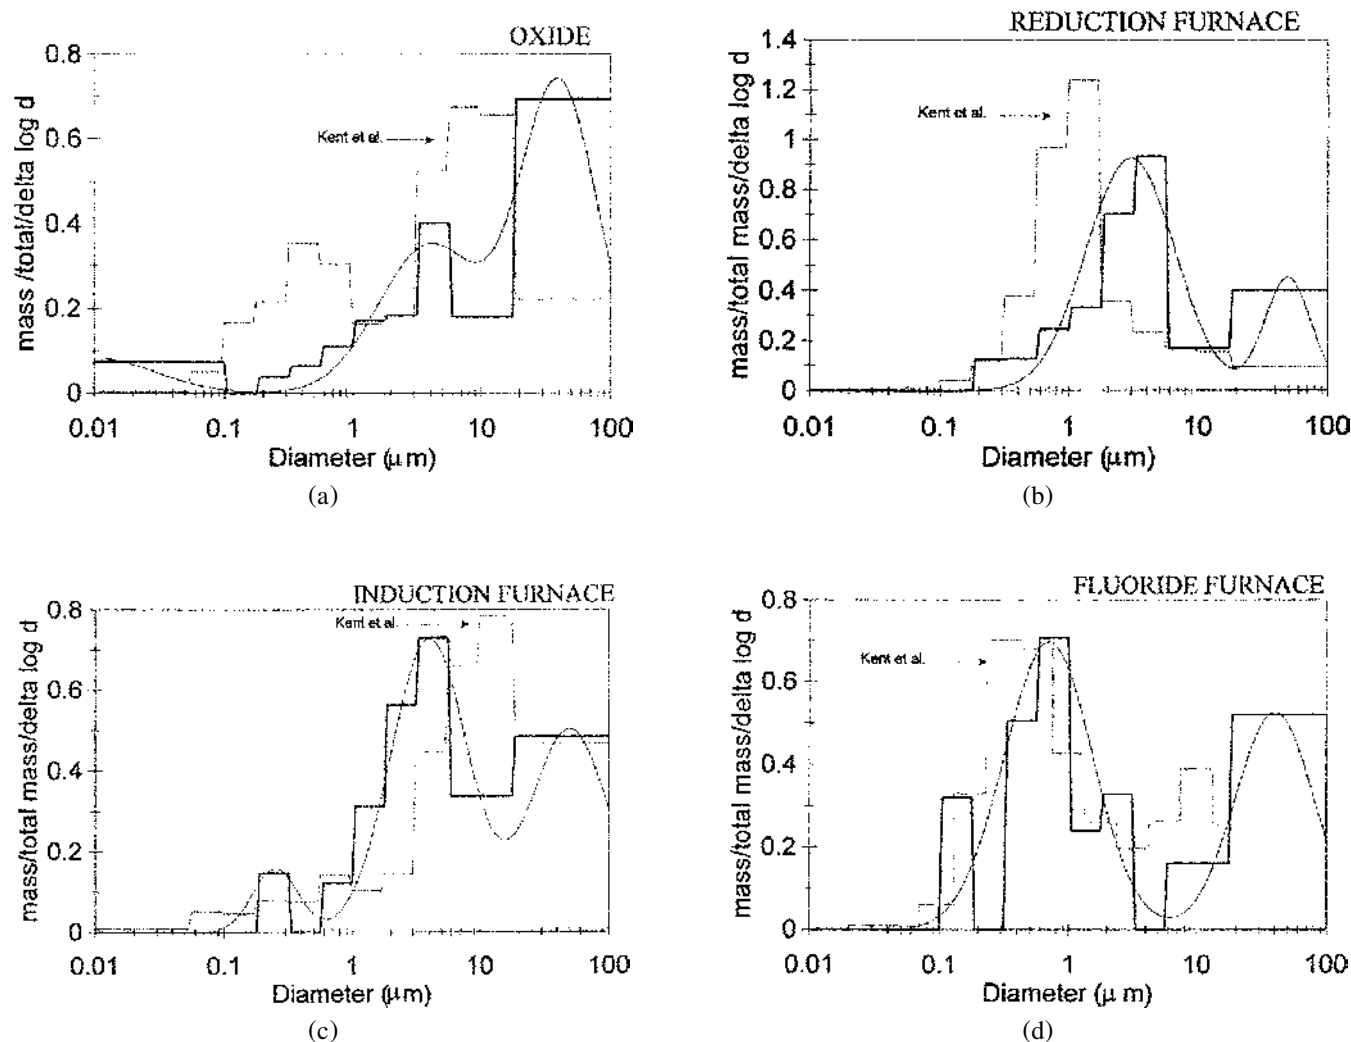 OXIDE
mass /total/delta log d
0.8
0.6
0.4
0.2
0
Kent et al.
0.01 0.1 1 10 100
Diameter (μm)
(a)
REDUCTION FURNACE
mass/total mass/delta log d
1.4
1.2
1
0.8
0.6
0.4
0.2
0
Kent et al.
0.01 0.1 1 10 100
Diameter (μm)
(b)
INDUCTION FURNACE
mass/total mass/delta log d
0.8
0.6
0.4
0.2
0
Kent et al.
0.01 0.1 1 10 100
Diameter (μm)
(c)
FLUORIDE FURNACE
mass/total mass/delta log d
0.8
0.6
0.4
0.2
0
Kent et al.
0.01 0.1 1 10 100
Diameter (μ m)
(d)